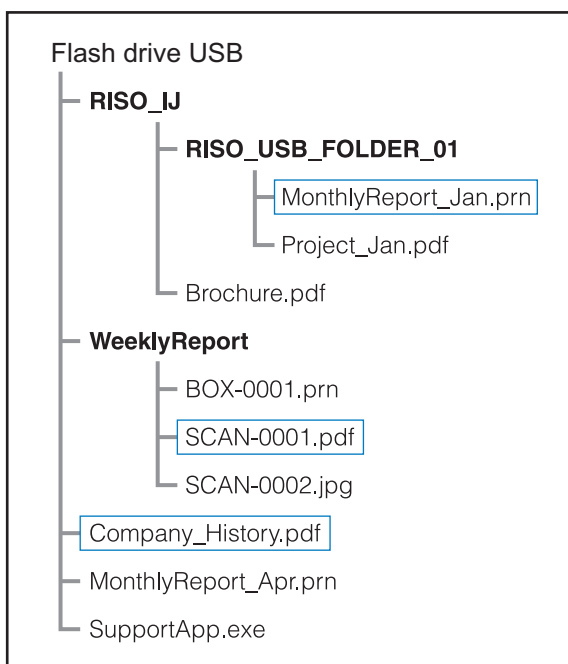 Flash drive USB
RISO_IJ
RISO_USB_FOLDER_01
MonthlyReport_Jan.prn
Project_Jan.pdf
Brochure.pdf
WeeklyReport
BOX-0001.prn
SCAN-0001.pdf
SCAN-0002.jpg
Company_History.pdf
MonthlyReport_Apr.prn
SupportApp.exe